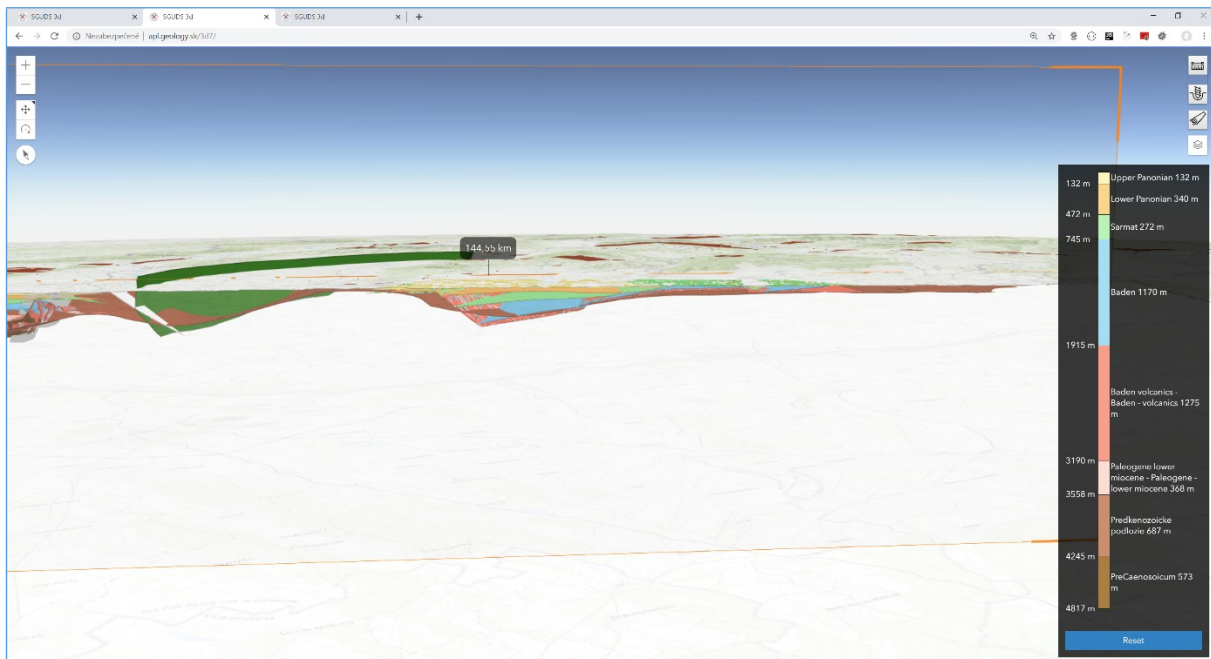 SGUDS 3d
SGUDS 3d
SGUDS 3d
Nezabezpečené | apl.geology.sk/3d7/
144,55 km
132 m
Upper Panonian 132 m
Lower Panonian 340 m
472 m
Sarmat 272 m
745 m
Baden 1170 m
1915 m
Baden volcanics -
Baden - volcanics 1275
m
3190 m
Paleogene lower
miocene - Paleogene -
lower miocene 368 m
3558 m
Predkenozoicke
podlozie 687 m
4245 m
PreCaenosoicum 573
m
4817 m
Reset